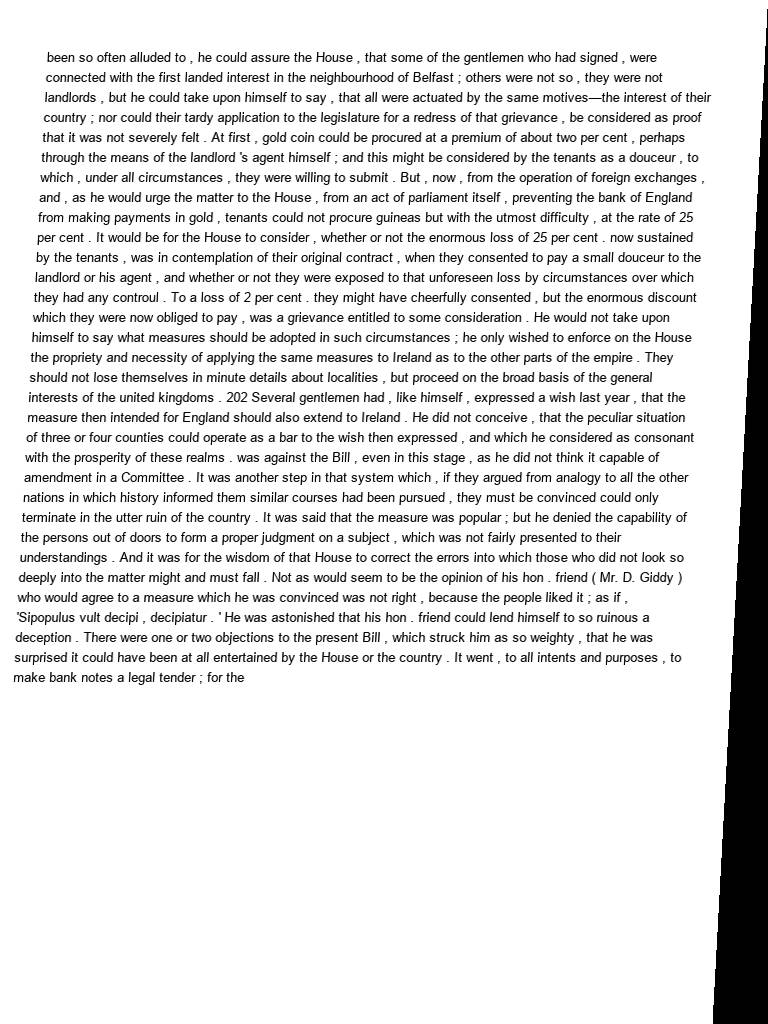 been so often alluded to , he could assure the House , that some of the gentlemen who had signed , were
connected with the first landed interest in the neighbourhood of Belfast ; others were not so , they were not
landlords , but he could take upon himself to say , that all were actuated by the same motives—the interest of their
country ; nor could their tardy application to the legislature for a redress of that grievance , be considered as proof
that it was not severely felt . At first , gold coin could be procured at a premium of about two per cent , perhaps
through the means of the landlord 's agent himself ; and this might be considered by the tenants as a douceur , to
which , under all circumstances , they were willing to submit . But , now , from the operation of foreign exchanges ,
and , as he would urge the matter to the House , from an act of parliament itself , preventing the bank of England
from making payments in gold , tenants could not procure guineas but with the utmost difficulty , at the rate of 25
per cent . It would be for the House to consider , whether or not the enormous loss of 25 per cent . now sustained
by the tenants , was in contemplation of their original contract , when they consented to pay a small douceur to the
landlord or his agent , and whether or not they were exposed to that unforeseen loss by circumstances over which
they had any controul . To a loss of 2 per cent . they might have cheerfully consented , but the enormous discount
which they were now obliged to pay , was a grievance entitled to some consideration . He would not take upon
himself to say what measures should be adopted in such circumstances ; he only wished to enforce on the House
the propriety and necessity of applying the same measures to Ireland as to the other parts of the empire . They
should not lose themselves in minute details about localities , but proceed on the broad basis of the general
interests of the united kingdoms . 202 Several gentlemen had , like himself , expressed a wish last year , that the
measure then intended for England should also extend to Ireland . He did not conceive , that the peculiar situation
of three or four counties could operate as a bar to the wish then expressed , and which he considered as consonant
with the prosperity of these realms . was against the Bill , even in this stage , as he did not think it capable of
amendment in a Committee . It was another step in that system which , if they argued from analogy to all the other
nations in which history informed them similar courses had been pursued , they must be convinced could only
terminate in the utter ruin of the country . It was said that the measure was popular ; but he denied the capability of
the persons out of doors to form a proper judgment on a subject , which was not fairly presented to their
understandings . And it was for the wisdom of that House to correct the errors into which those who did not look so
deeply into the matter might and must fall . Not as would seem to be the opinion of his hon . friend ( Mr. D. Giddy )
who would agree to a measure which he was convinced was not right , because the people liked it ; as if ,
'Sipopulus vult decipi , decipiatur . ' He was astonished that his hon . friend could lend himself to so ruinous a
deception . There were one or two objections to the present Bill , which struck him as so weighty , that he was
surprised it could have been at all entertained by the House or the country . It went , to all intents and purposes , to
make bank notes a legal tender ; for the